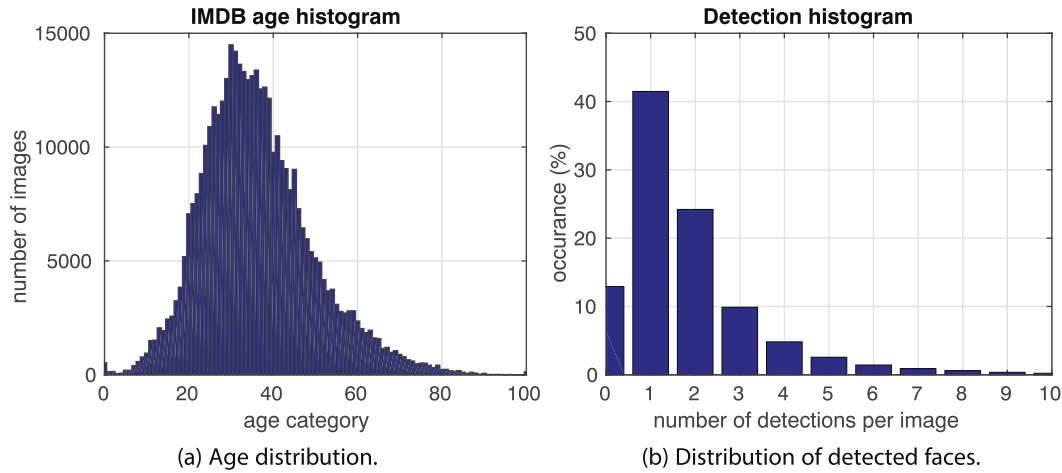 IMDB age histogram
15000
10000
5000
0
number of images
0 20 40 60 80 100
age category
(a) Age distribution.
Detection histogram
50
40
30
20
10
0
occurance (%)
0 1 2 3 4 5 6 7 8 9 10
number of detections per image
(b) Distribution of detected faces.